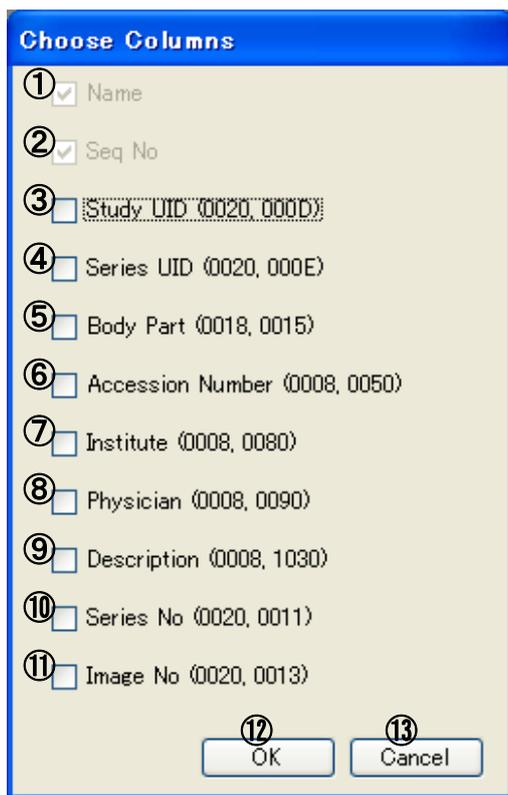 Choose Columns
① Name
② Seq No
③ Study UID (0020, 000D)
④ Series UID (0020, 000E)
⑤ Body Part (0018, 0015)
⑥ Accession Number (0008, 0050)
⑦ Institute (0008, 0080)
⑧ Physician (0008, 0090)
⑨ Description (0008, 1030)
⑩ Series No (0020, 0011)
⑪ Image No (0020, 0013)
⑫ ⑬
OK Cancel